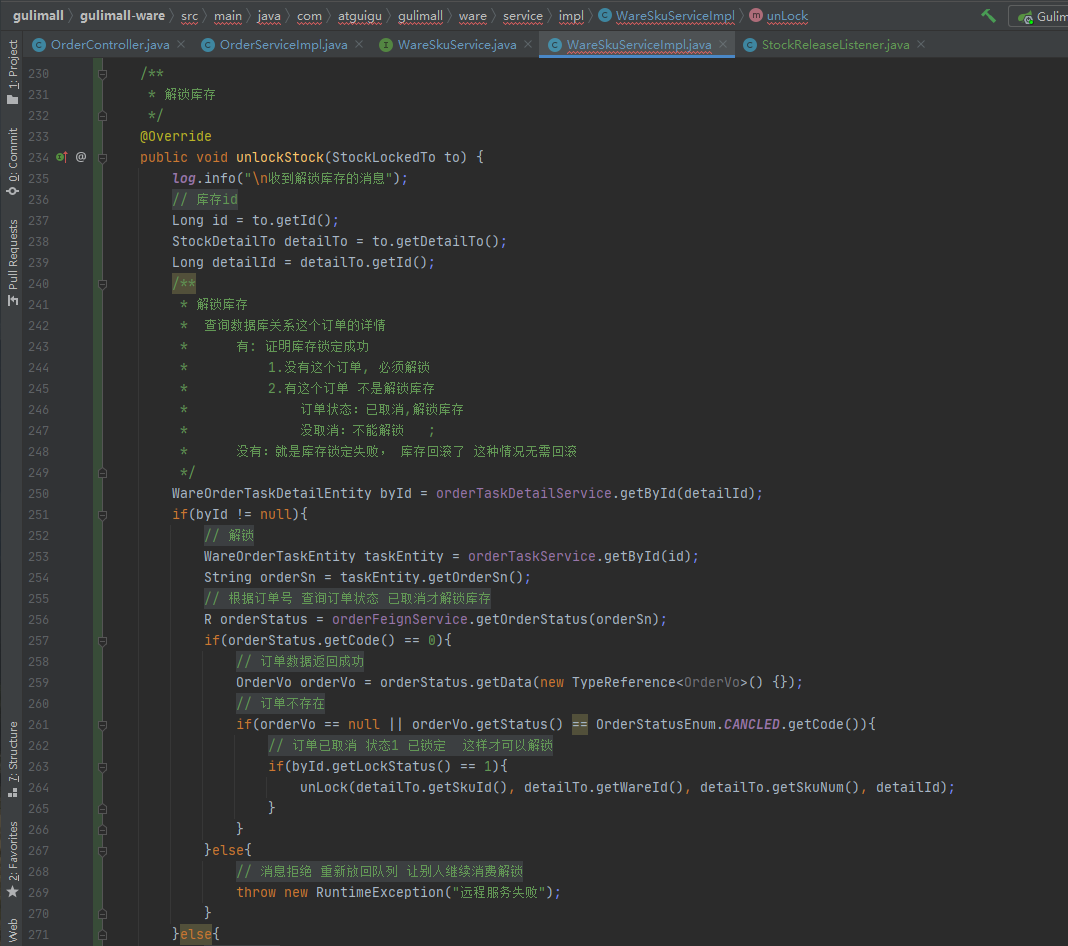 gulimall 〉 gulimall-ware 〉 src 〉 main 〉 java 〉 com 〉 atguigu 〉 gulimall 〉 ware 〉 service 〉 impl 〉 WareSkuServiceImpl 〉 unLock Gulim
OrderController.java × OrderServiceImpl.java × WareSkuService.java × WareSkuServiceImpl.java × StockReleaseListener.java ×
1: Project
0: Commit
Pull Requests
7: Structure
2: Favorites
Web
230 /**
231 * 解锁库存
232 */
233 @Override
234 public void unlockStock(StockLockedTo to) {
235 log.info("\n收到解锁库存的消息");
236 // 库存id
237 Long id = to.getId();
238 StockDetailTo detailTo = to.getDetailTo();
239 Long detailId = detailTo.getId();
240 /**
241 * 解锁库存
242 * 查询数据库关系这个订单的详情
243 * 有: 证明库存锁定成功
244 * 1.没有这个订单, 必须解锁
245 * 2.有这个订单 不是解锁库存
246 * 订单状态：已取消,解锁库存
247 * 没取消：不能解锁 ;
248 * 没有：就是库存锁定失败， 库存回滚了 这种情况无需回滚
249 */
250 WareOrderTaskDetailEntity byId = orderTaskDetailService.getById(detailId);
251 if(byId != null){
252 // 解锁
253 WareOrderTaskEntity taskEntity = orderTaskService.getById(id);
254 String orderSn = taskEntity.getOrderSn();
255 // 根据订单号 查询订单状态 已取消才解锁库存
256 R orderStatus = orderFeignService.getOrderStatus(orderSn);
257 if(orderStatus.getCode() == 0){
258 // 订单数据返回成功
259 OrderVo orderVo = orderStatus.getData(new TypeReference<OrderVo>() {});
260 // 订单不存在
261 if(orderVo == null || orderVo.getStatus() == OrderStatusEnum.CANCLED.getCode()){
262 // 订单已取消 状态1 已锁定 这样才可以解锁
263 if(byId.getLockStatus() == 1){
264 unLock(detailTo.getSkuId(), detailTo.getWareId(), detailTo.getSkuNum(), detailId);
265 }
266 }
267 }else{
268 // 消息拒绝 重新放回队列 让别人继续消费解锁
269 throw new RuntimeException("远程服务失败");
270 }
271 }else{